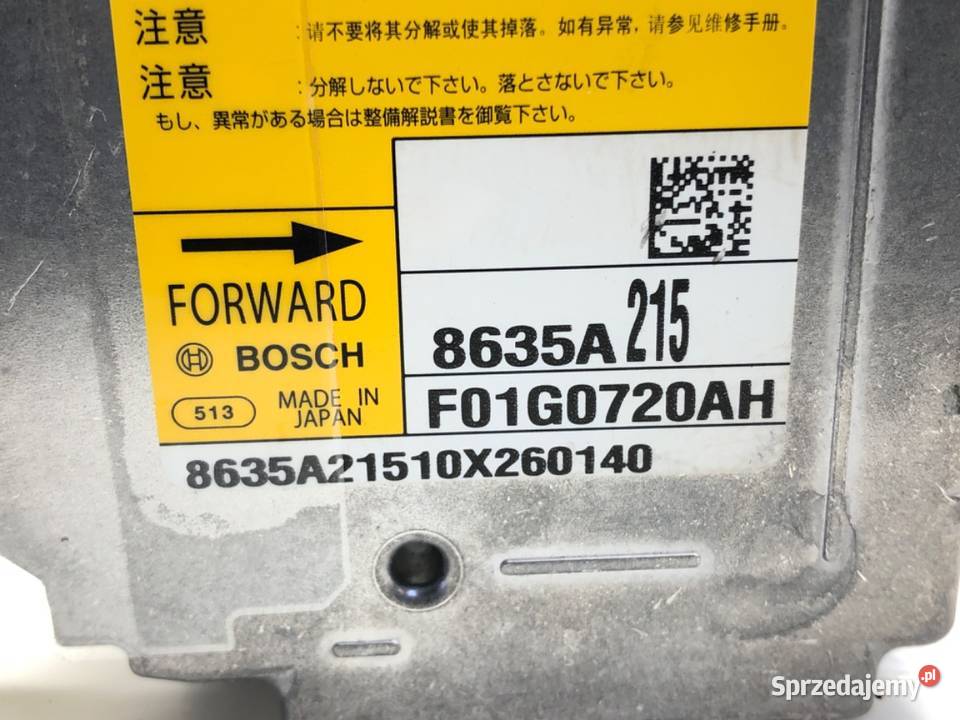 注意 : 请不要将其分解或使其掉落。如有异常，请参见维修手册。
注意 : 分解しないで下さい。落とさないで下さい。
もし、異常がある場合は整備解説書を御覧下さい。
FORWARD
BOSCH
513
MADE IN
JAPAN
8635A215
F01G0720AH
8635A21510X260140
Sprzedajemy.pl